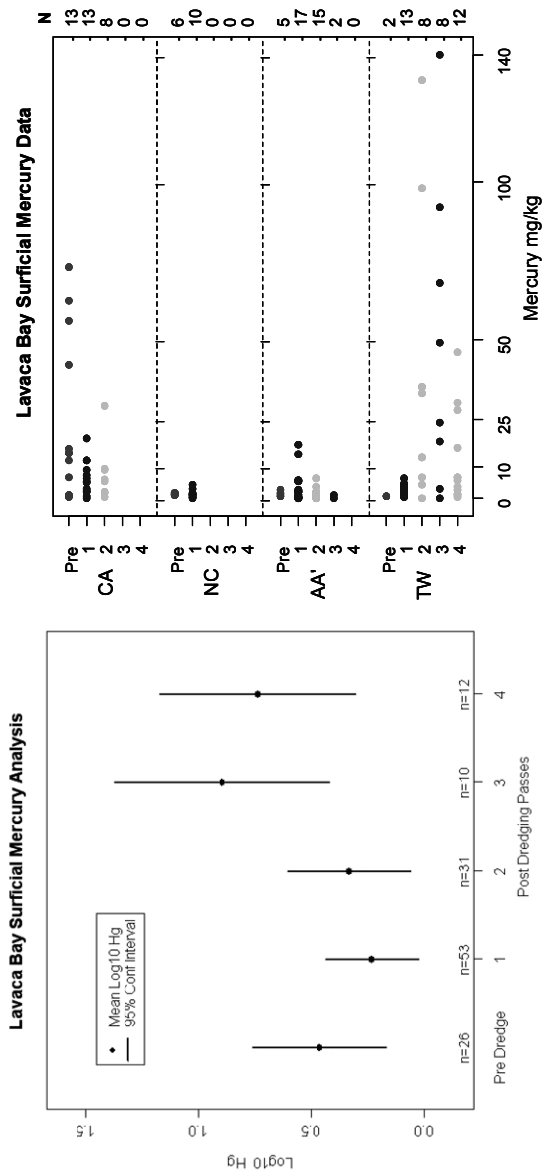 Lavaca Bay Surficial Mercury Analysis
Mean Log10 Hg
95% Conf Interval
Log10 Hg
1.5
1.0
0.5
0.0
n=26 n=53 n=31 n=10 n=12
Pre Dredge 1 2 3 4
Post Dredging Passes
Lavaca Bay Surficial Mercury Data
N
CA
Pre 13
1 13
2 8
3 0
4 0
NC
Pre 6
1 10
2 0
3 0
4 0
AA'
Pre 5
1 17
2 15
3 2
4 0
TW
Pre 2
1 13
2 8
3 8
4 12
0 10 25 50 100 140
Mercury mg/kg